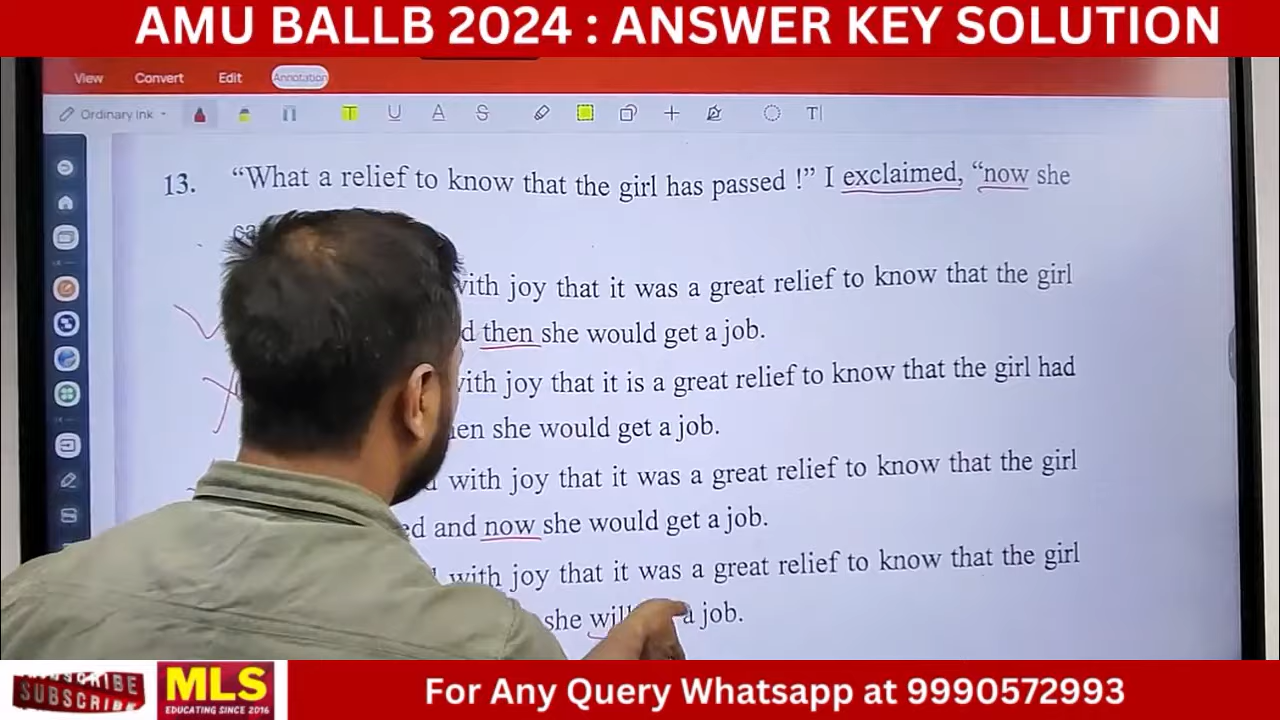 AMU BALLB 2024 : ANSWER KEY SOLUTION
View Convert Edit Annotation
Ordinary Ink
13. “What a relief to know that the girl has passed !” I exclaimed, “now she
with joy that it was a great relief to know that the girl
then she would get a job.
with joy that it is a great relief to know that the girl had
she would get a job.
with joy that it was a great relief to know that the girl
and now she would get a job.
with joy that it was a great relief to know that the girl
she a job.
SUBSCRIBE
MLS
EDUCATING SINCE 2016
For Any Query Whatsapp at 9990572993